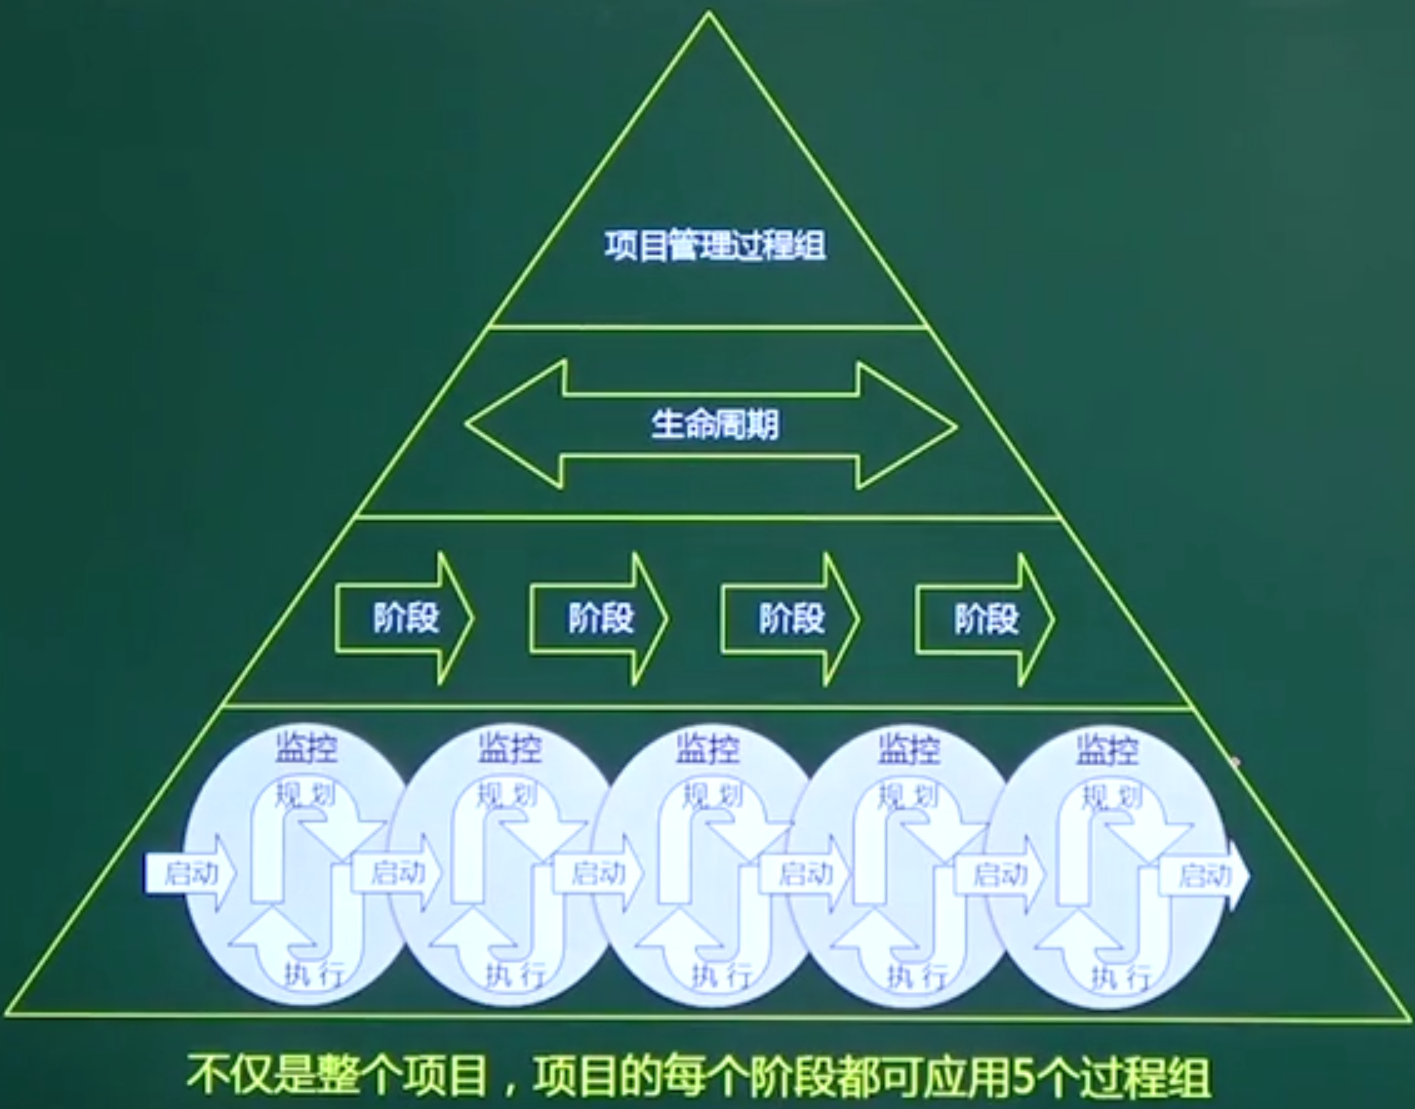 项目管理过程组
生命周期
阶段 阶段 阶段 阶段
监控 监控 监控 监控 监控
规划 规划 规划 规划 规划
启动 启动 启动 启动 启动 启动
执行 执行 执行 执行 执行
不仅是整个项目，项目的每个阶段都可应用5个过程组